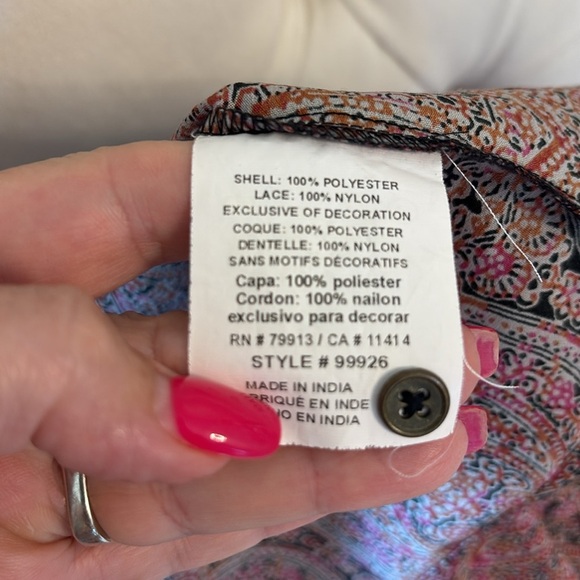 SHELL: 100% POLYESTER
LACE: 100% NYLON
EXCLUSIVE OF DECORATION
COQUE: 100% POLYESTER
DENTELLE: 100% NYLON
SANS MOTIFS DÉCORATIFS
Capa: 100% poliester
Cordon: 100% nailon
exclusivo para decorar
RN # 79913 / CA # 11414
STYLE # 99926
MADE IN INDIA
EN INDE
EN INDIA